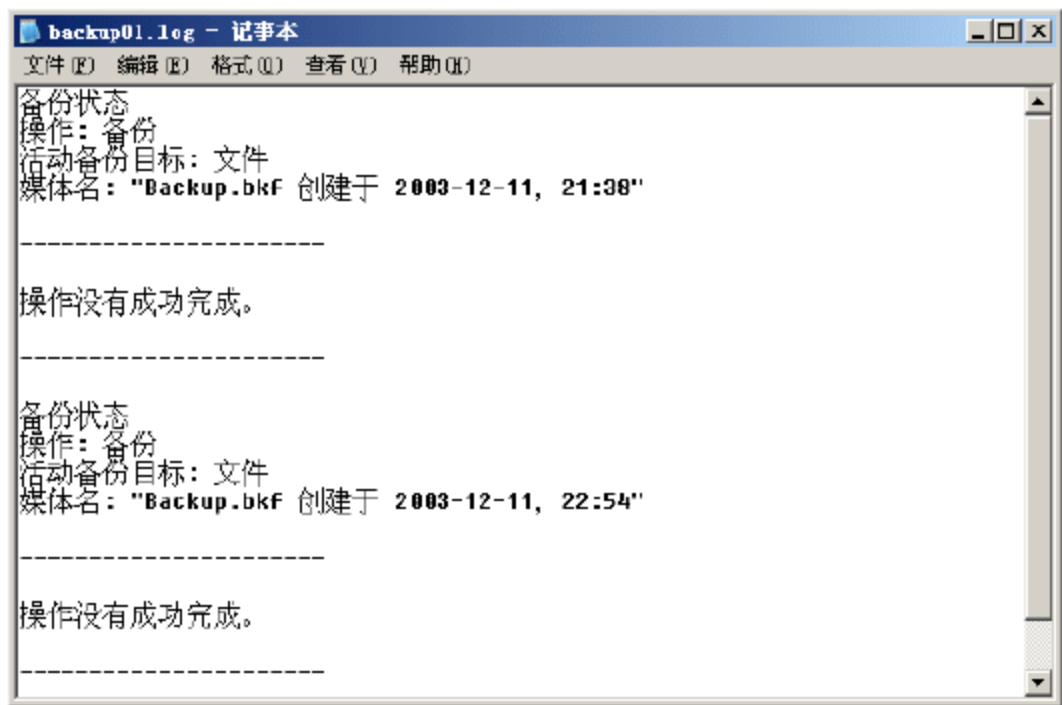 backup01.log - 记事本
文件(F) 编辑(E) 格式(O) 查看(V) 帮助(H)
备份状态
操作: 备份
活动备份目标: 文件
媒体名: "Backup.bkf 创建于 2003-12-11, 21:38"
----------------------
操作没有成功完成。
----------------------
备份状态
操作: 备份
活动备份目标: 文件
媒体名: "Backup.bkf 创建于 2003-12-11, 22:54"
----------------------
操作没有成功完成。
----------------------